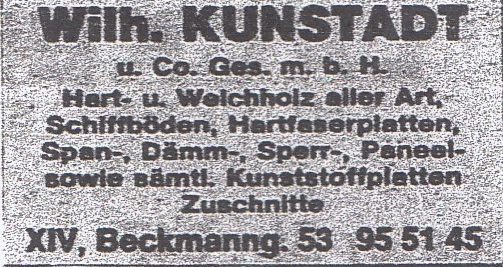 Wilh. KUNSTADT
u. Co. Ges. m. b. H.
Hart- u. Weichholz aller Art,
Schiffböden, Hartfaserplatten,
Span-, Dämm-, Sperr-, Paneel-
sowie sämtl. Kunststoffplatten
Zuschnitte
XIV, Beckmanng. 53 95 51 45